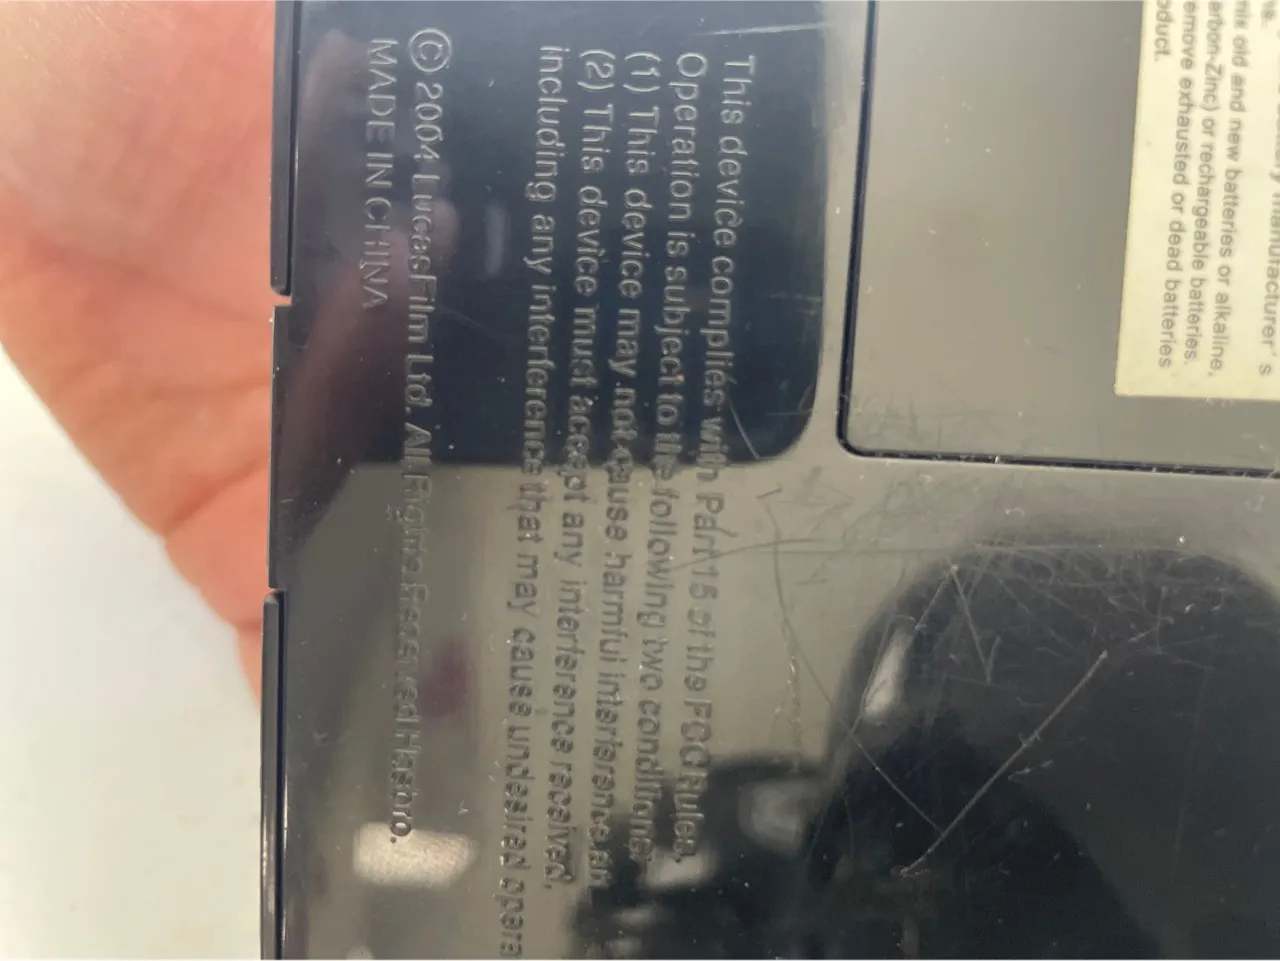 This device complies with Part 15 of the FCC Rules.
Operation is subject to the following two conditions:
(1) This device may not cause harmful interference, an
(2) This device must accept any interference received,
including any interference that may cause undesired opera
© 2004 LucasFilm Ltd. All Rights Reserved Hasbro.
MADE IN CHINA
manufacturer's
mix old and new batteries or alkaline,
arbon-Zinc) or rechargeable batteries.
emove exhausted or dead batteries
oduct.